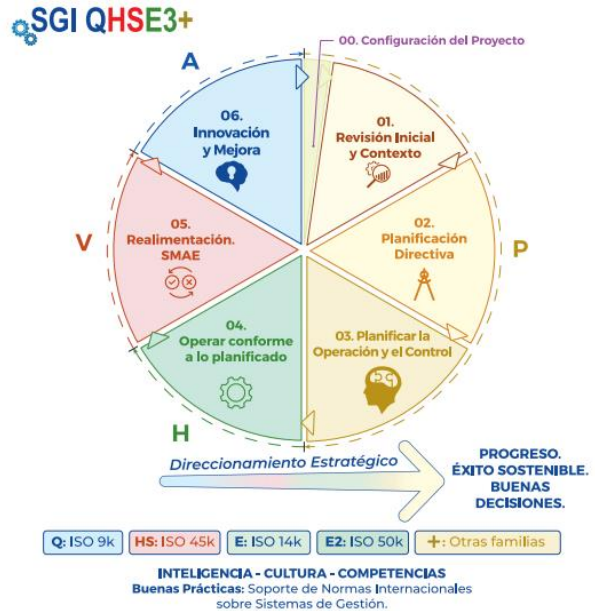 SGI QHSE3+
00. Configuración del Proyecto
A
06.
Innovación
y Mejora
01.
Revisión Inicial
y Contexto
V
05.
Realimentación.
SMAE
02.
Planificación
Directiva
P
04.
Operar conforme
a lo planificado
03. Planificar la
Operación y el Control
H
Direccionamiento Estratégico
PROGRESO.
ÉXITO SOSTENIBLE.
BUENAS
DECISIONES.
Q: ISO 9k
HS: ISO 45k
E: ISO 14k
E2: ISO 50k
+: Otras familias
INTELIGENCIA - CULTURA - COMPETENCIAS
Buenas Prácticas: Soporte de Normas Internacionales
sobre Sistemas de Gestión.